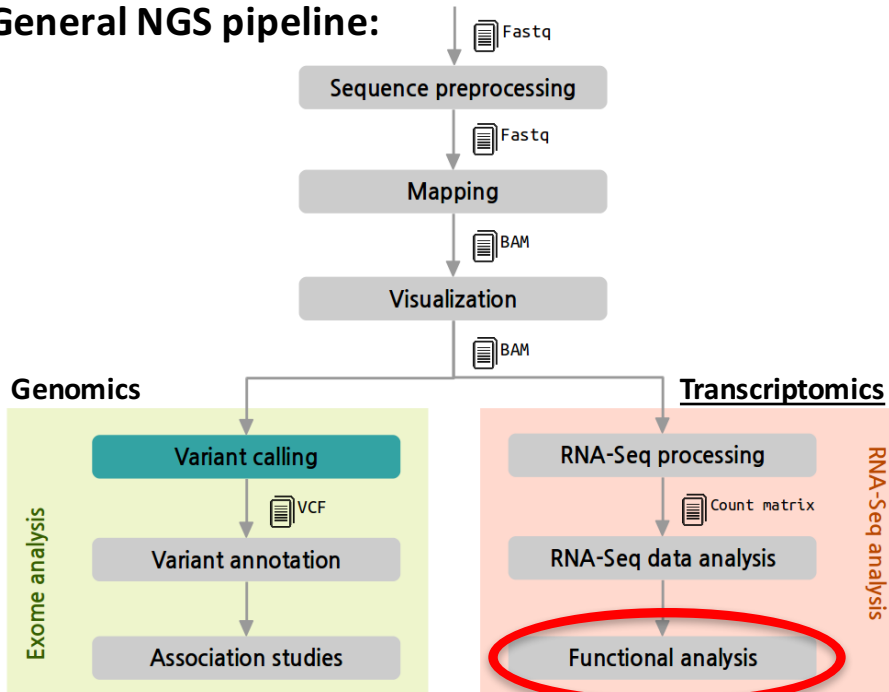 General NGS pipeline:
Fastq
Sequence preprocessing
Fastq
Mapping
BAM
Visualization
BAM
Genomics
Transcriptomics
Variant calling
RNA-Seq processing
VCF
Count matrix
Variant annotation
RNA-Seq data analysis
Association studies
Functional analysis
Exome analysis
RNA-Seq analysis